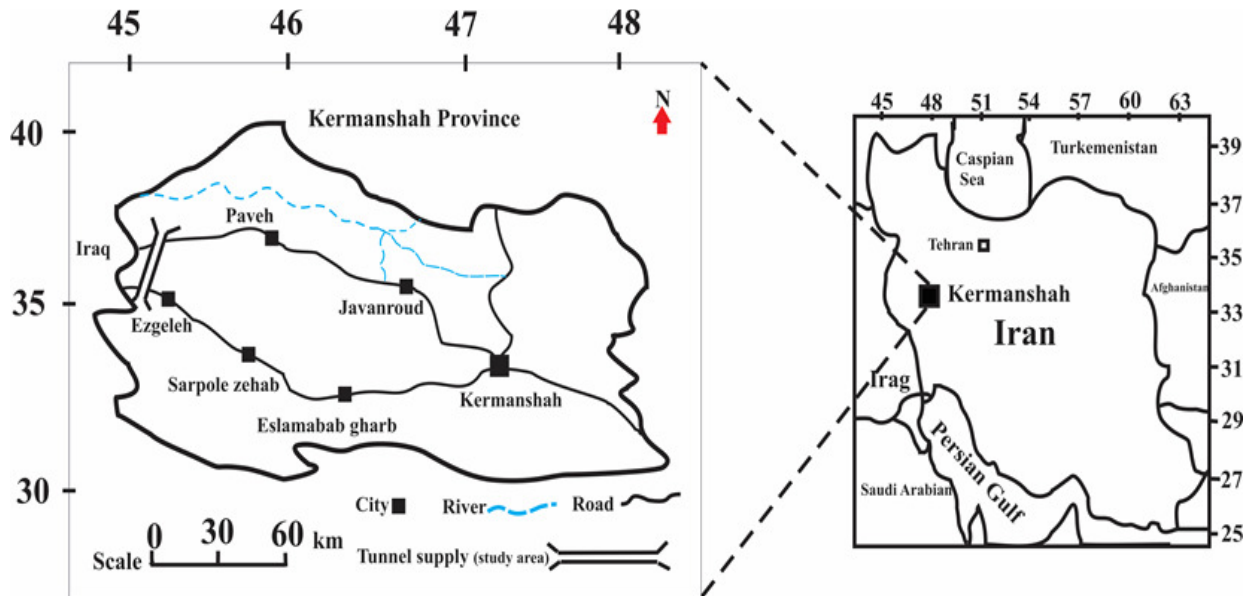 45 46 47 48
40
35
30
Kermanshah Province
N
Iraq
Paveh
Javanroud
Ezgeleh
Sarpole zehab
Kermanshah
Eslamabab gharb
City
River
Road
0 30 60 km
Scale
Tunnel supply (study area)
45 48 51 54 57 60 63
39
37
35
33
31
29
27
25
Caspian
Sea
Turkemenistan
Tehran
Kermanshah
Afghanistan
Iran
Irag
Persian Gulf
Saudi Arabian